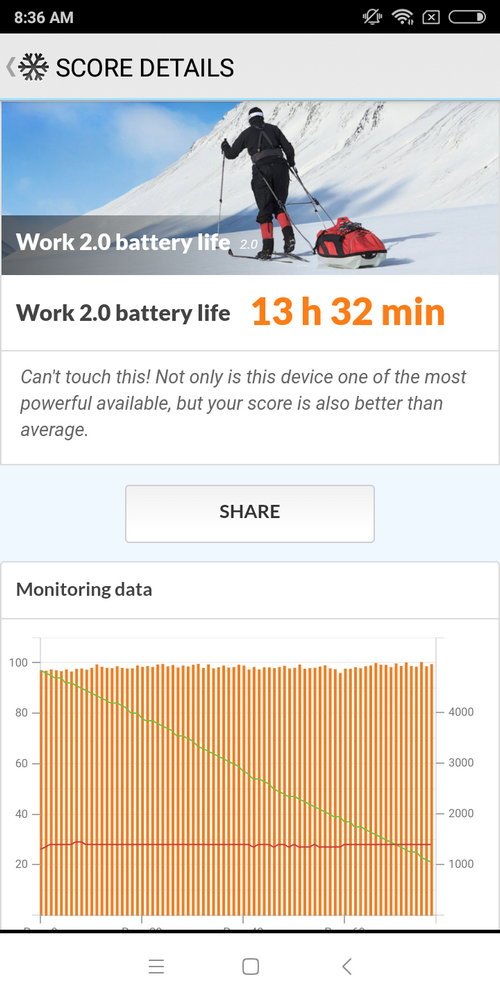 8:36 AM
SCORE DETAILS
Work 2.0 battery life 2.0
Work 2.0 battery life 13 h 32 min
Can't touch this! Not only is this device one of the most
powerful available, but your score is also better than
average.
SHARE
Monitoring data
100
80
60
40
20
4000
3000
2000
1000